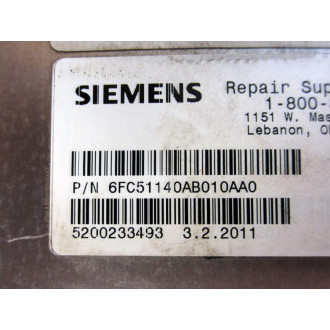 SIEMENS
Repair Sup
1-800-
1151 W. Mas
Lebanon, O
P/N 6FC51140AB010AA0
5200233493 3.2.2011